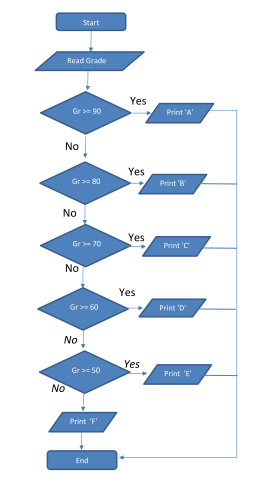 Start
Read Grade
Gr >= 90
Yes
Print 'A'
No
Gr >= 80
Yes
Print 'B'
No
Gr >= 70
Yes
Print 'C'
No
Gr >= 60
Yes
Print 'D'
No
Gr >= 50
Yes
Print 'E'
No
Print 'F'
End